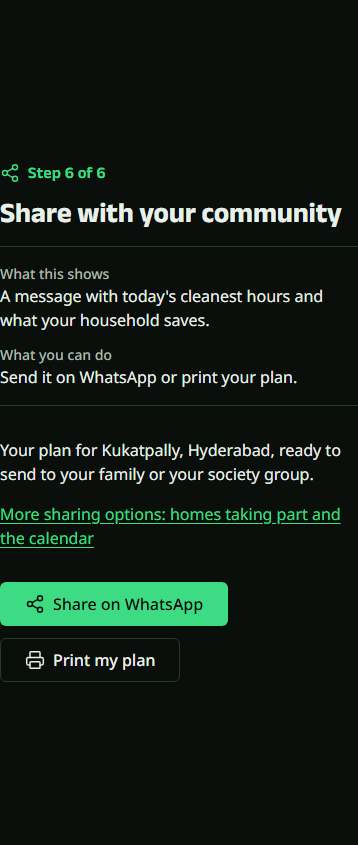 Step 6 of 6
Share with your community
What this shows
A message with today's cleanest hours and
what your household saves.
What you can do
Send it on WhatsApp or print your plan.
Your plan for Kukatpally, Hyderabad, ready to
send to your family or your society group.
More sharing options: homes taking part and
the calendar
Share on WhatsApp
Print my plan